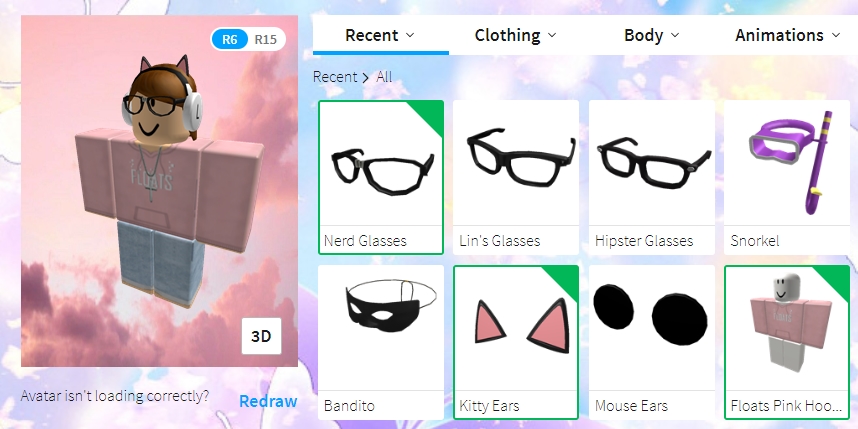 R6 R15
FLOATS
3D
Avatar isn't loading correctly? Redraw
Recent Clothing Body Animations
Recent > All
Nerd Glasses
Lin's Glasses
Hipster Glasses
Snorkel
Bandito
Kitty Ears
Mouse Ears
Floats Pink Hoo...